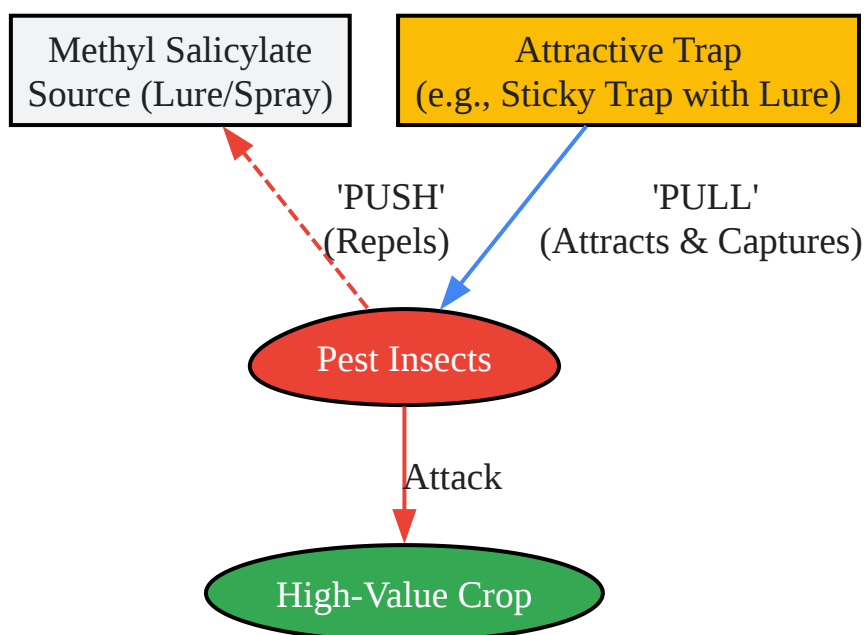 Methyl Salicylate
Source (Lure/Spray)
Attractive Trap
(e.g., Sticky Trap with Lure)
'PUSH'
(Repels)
'PULL'
(Attracts & Captures)
Pest Insects
Attack
High-Value Crop